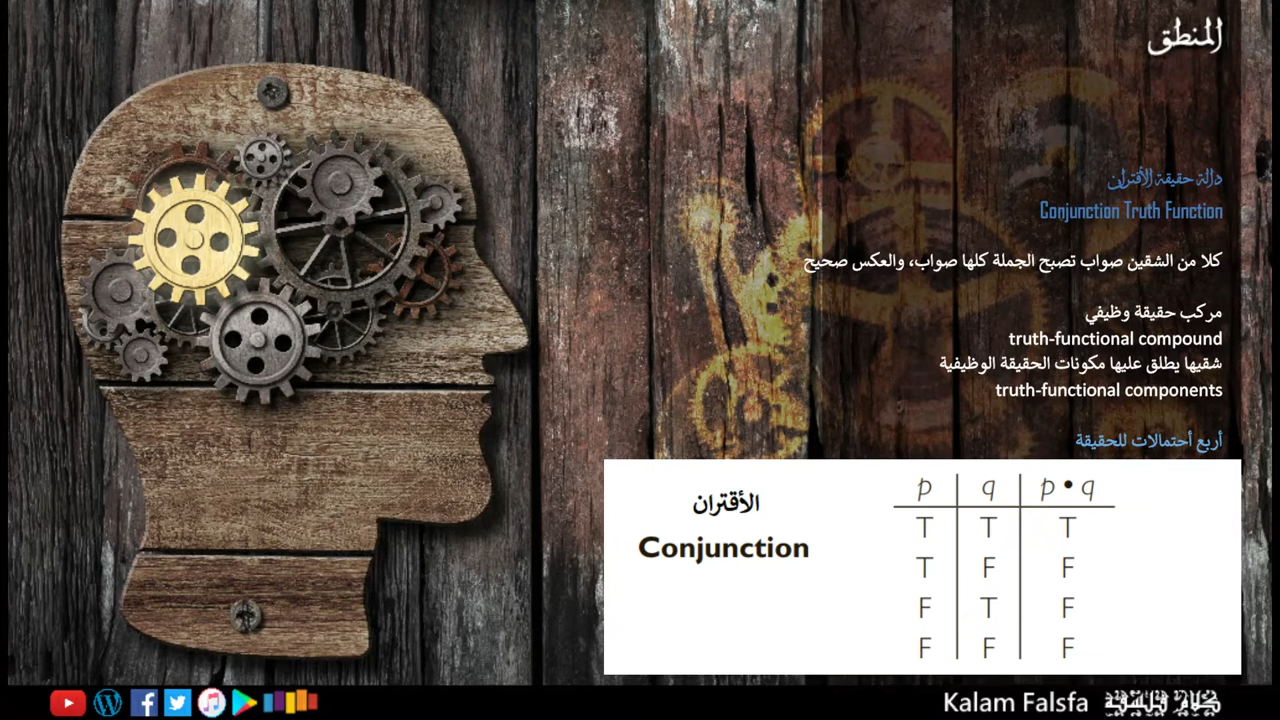 المنطق
دالة حقيقة الأقتران
Conjunction Truth Function
كلا من الشقين صواب تصبح الجملة كلها صواب، والعكس صحيح
مركب حقيقة وظيفي
truth-functional compound
شقيها يطلق عليها مكونات الحقيقة الوظيفية
truth-functional components
أربع أحتمالات للحقيقة
الأقتران
Conjunction
p q p • q
T T T
T F F
F T F
F F F
Kalam Falsfa كلام فلسفة